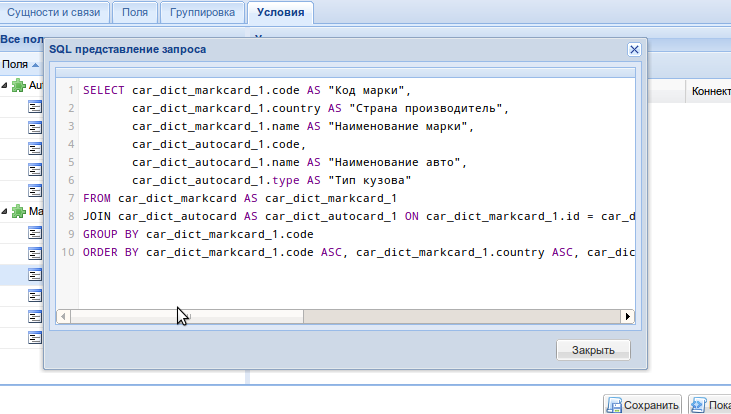 Сущности и связи Поля Группировка Условия
Все пол
SQL представление запроса
Поля
1 SELECT car_dict_markcard_1.code AS "Код марки",
2 car_dict_markcard_1.country AS "Страна производитель",
3 car_dict_markcard_1.name AS "Наименование марки",
4 car_dict_autocard_1.code,
5 car_dict_autocard_1.name AS "Наименование авто",
6 car_dict_autocard_1.type AS "Тип кузова"
7 FROM car_dict_markcard AS car_dict_markcard_1
8 JOIN car_dict_autocard AS car_dict_autocard_1 ON car_dict_markcard_1.id = car_d
9 GROUP BY car_dict_markcard_1.code
10 ORDER BY car_dict_markcard_1.code ASC, car_dict_markcard_1.country ASC, car_dic
Aut
Ma
Коннект
Закрыть
Сохранить Пока